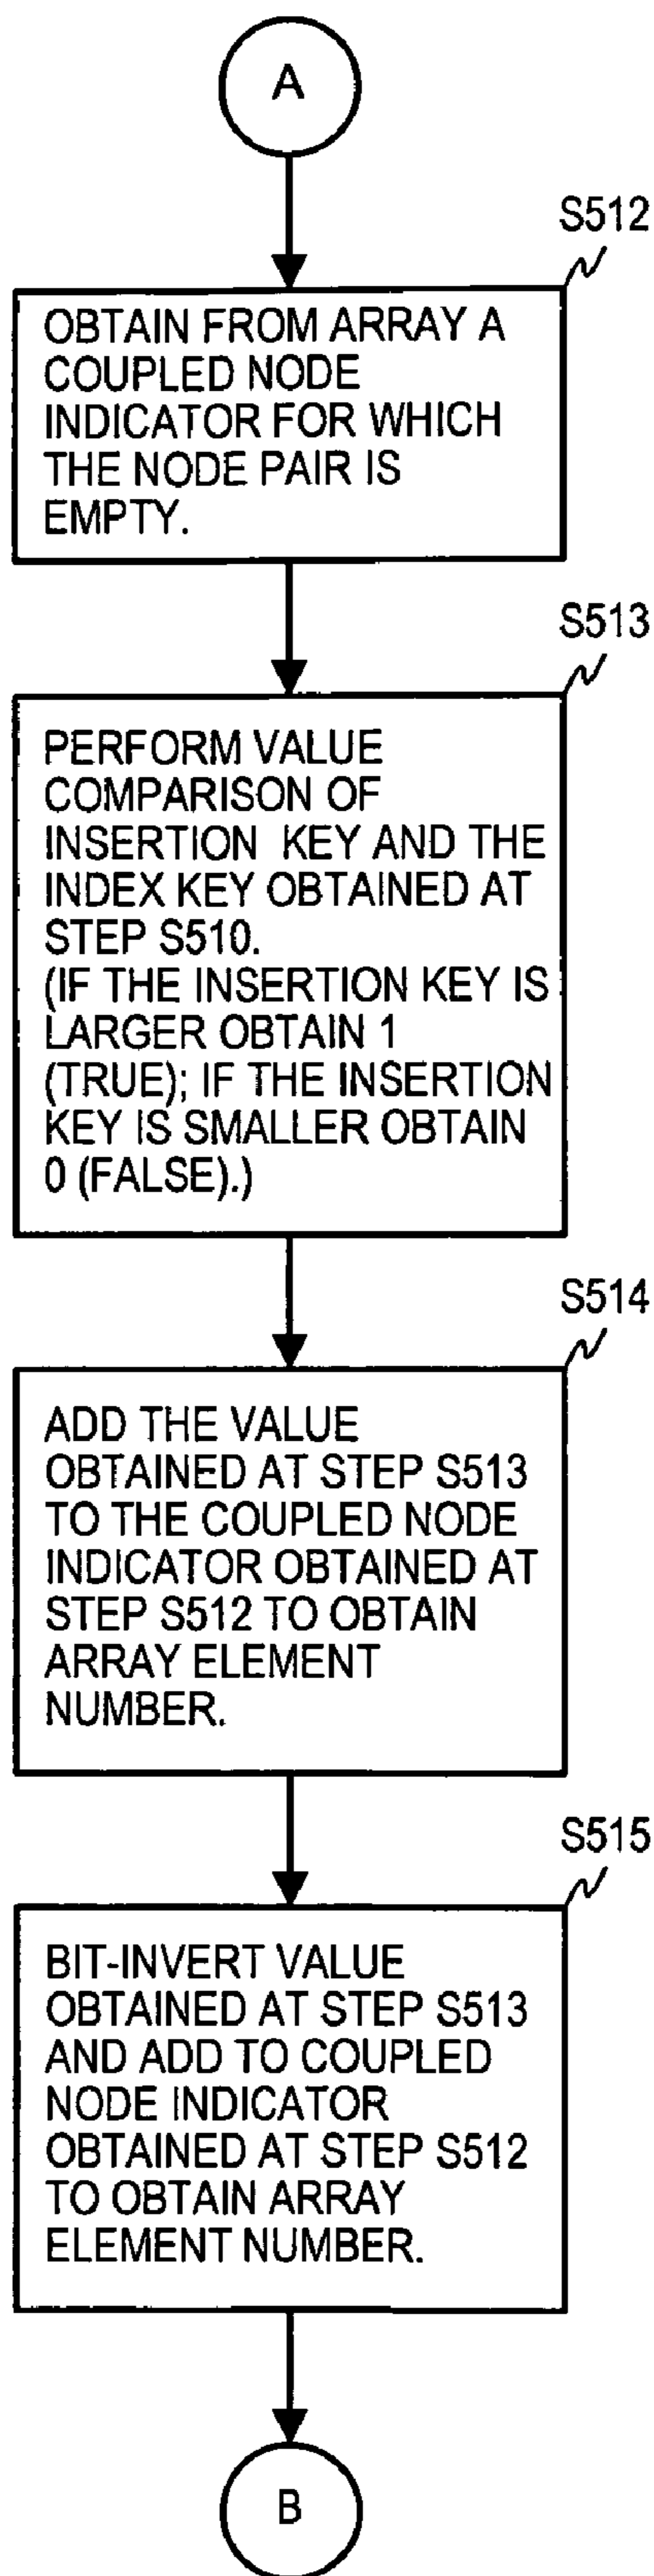 A
S512
OBTAIN FROM ARRAY A
COUPLED NODE
INDICATOR FOR WHICH
THE NODE PAIR IS
EMPTY.
S513
PERFORM VALUE
COMPARISON OF
INSERTION KEY AND THE
INDEX KEY OBTAINED AT
STEP S510.
(IF THE INSERTION KEY IS
LARGER OBTAIN 1
(TRUE); IF THE INSERTION
KEY IS SMALLER OBTAIN
0 (FALSE).)
S514
ADD THE VALUE
OBTAINED AT STEP S513
TO THE COUPLED NODE
INDICATOR OBTAINED AT
STEP S512 TO OBTAIN
ARRAY ELEMENT
NUMBER.
S515
BIT-INVERT VALUE
OBTAINED AT STEP S513
AND ADD TO COUPLED
NODE INDICATOR
OBTAINED AT STEP S512
TO OBTAIN ARRAY
ELEMENT NUMBER.
B